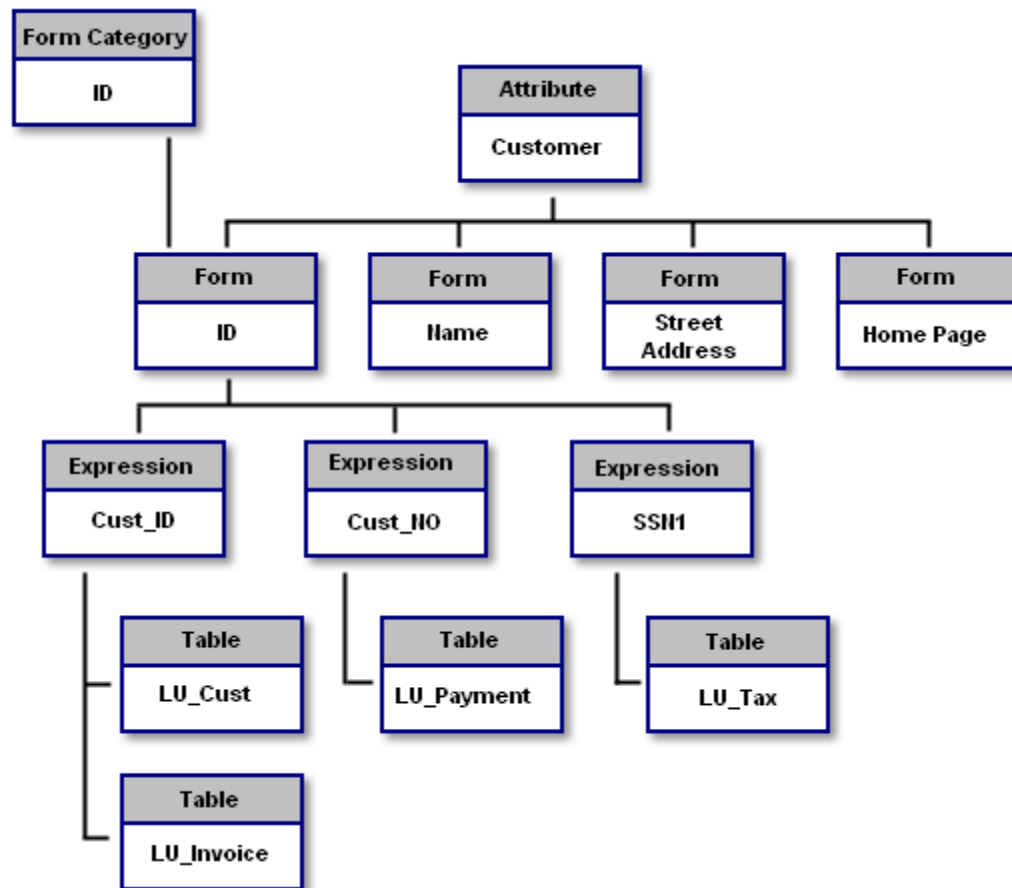 Form Category
ID
Attribute
Customer
Form
ID
Form
Name
Form
Street
Address
Form
Home Page
Expression
Cust_ID
Expression
Cust_NO
Expression
SSN1
Table
LU_Cust
Table
LU_Payment
Table
LU_Tax
Table
LU_Invoice